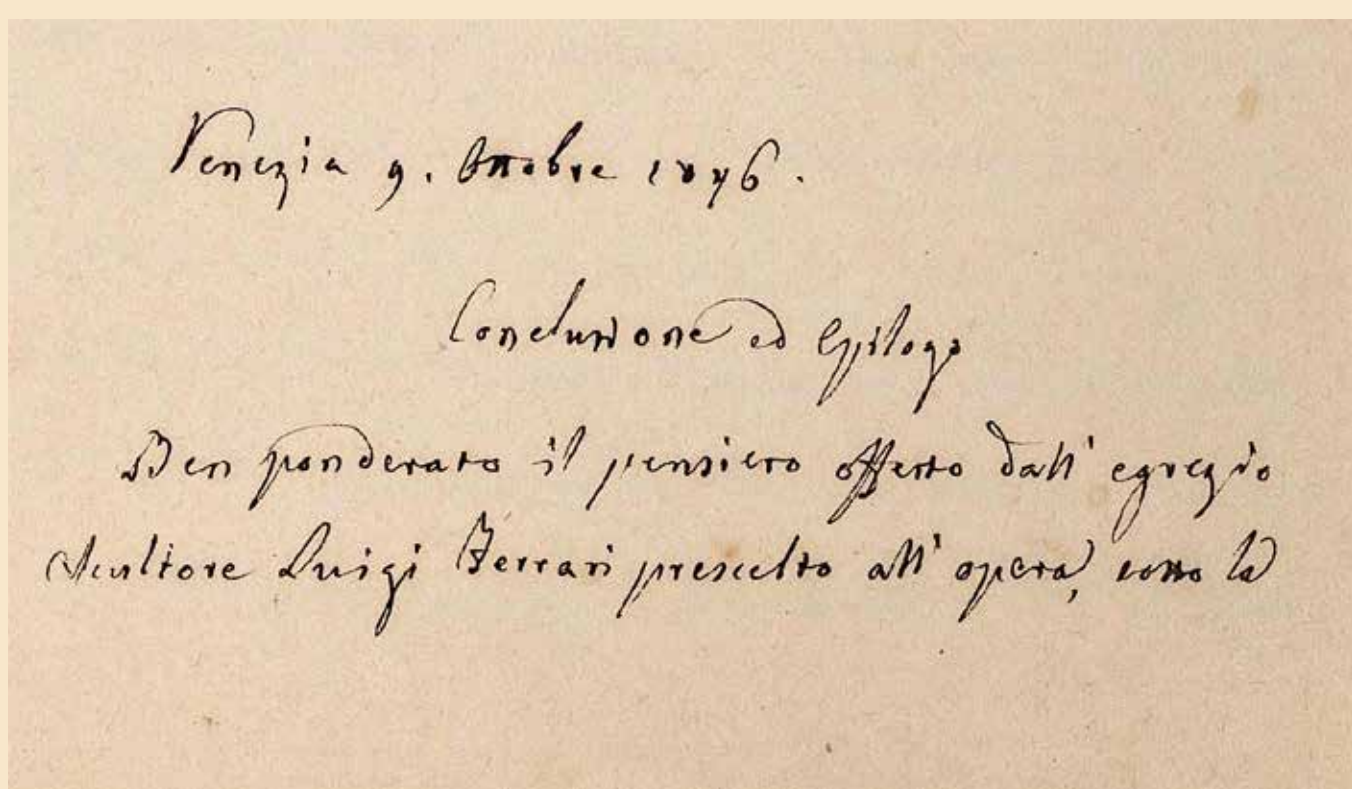 Venezia 9. Ottobre 1876.
Conclusione ed Epilogo
Ben ponderato il pensiero offerto dall' egregio
Scultore Luigi Ferrari prescelto all' opera, sotto la